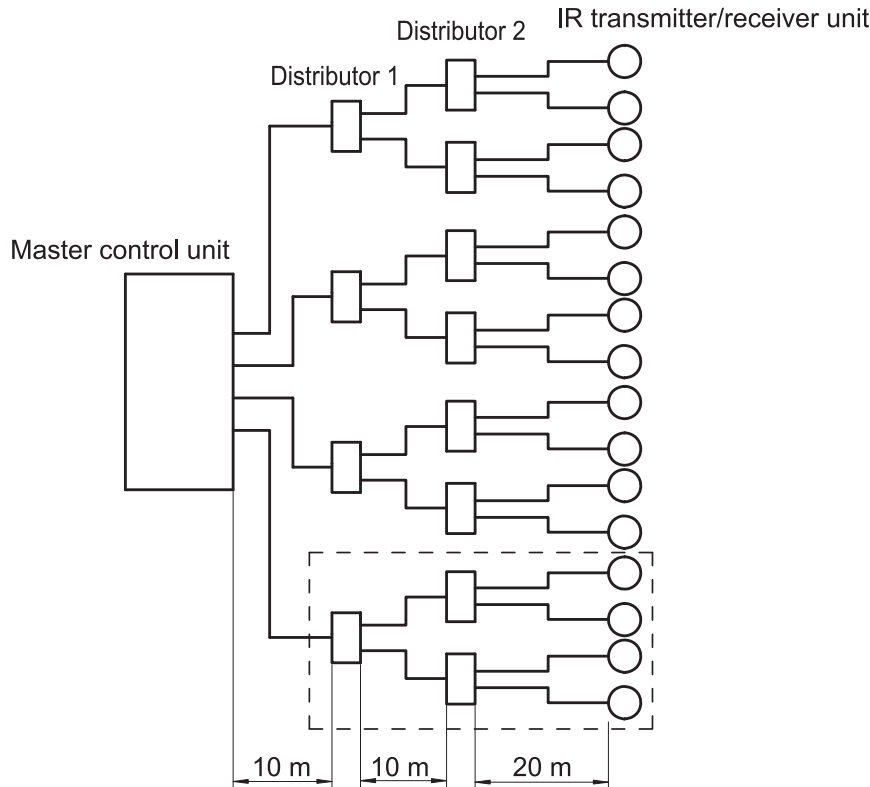 IR transmitter/receiver unit
Distributor 2
Distributor 1
Master control unit
10 m
10 m
20 m